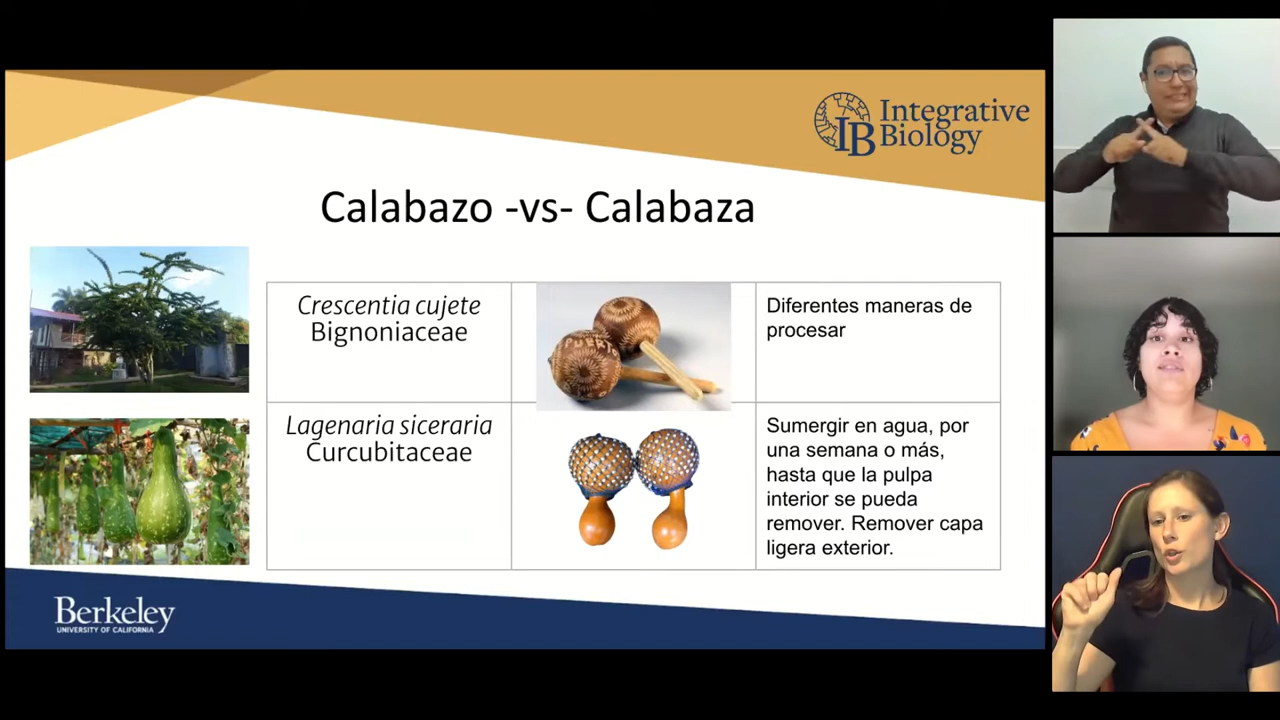 Integrative
IB Biology
Calabazo -vs- Calabaza
Crescentia cujete
Bignoniaceae
Diferentes maneras de
procesar
Lagenaria siceraria
Curcubitaceae
Sumergir en agua, por
una semana o más,
hasta que la pulpa
interior se pueda
remover. Remover capa
ligera exterior.
Berkeley
UNIVERSITY OF CALIFORNIA